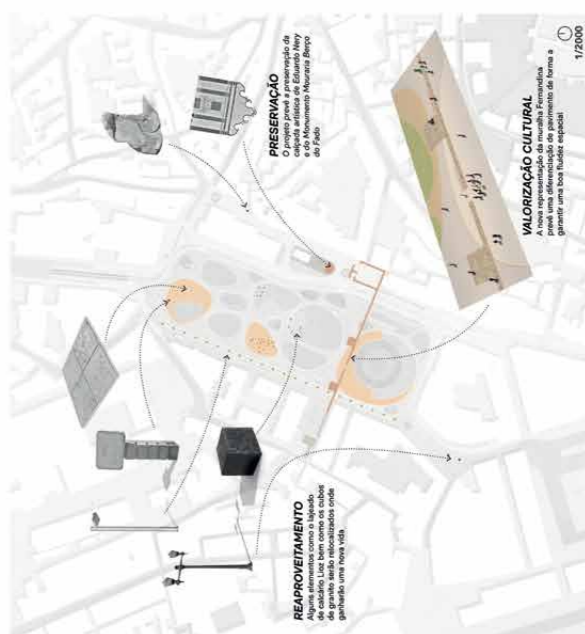 PRESERVAÇÃO
O projeto prevê a preservação da
calçada artística de Eduardo Nery
e do Monumento Mouraria Berço
do Fado
VALORIZAÇÃO CULTURAL
A nova representação da muralha Fernandina
prevê uma diferenciação de pavimento de forma a
garantir uma boa fluidez espacial
REAPROVEITAMENTO
Alguns elementos como o lajeado
de calcário Lioz bem como os cubos
de granito serão relocalizados onde
ganharão uma nova vida
1/2000